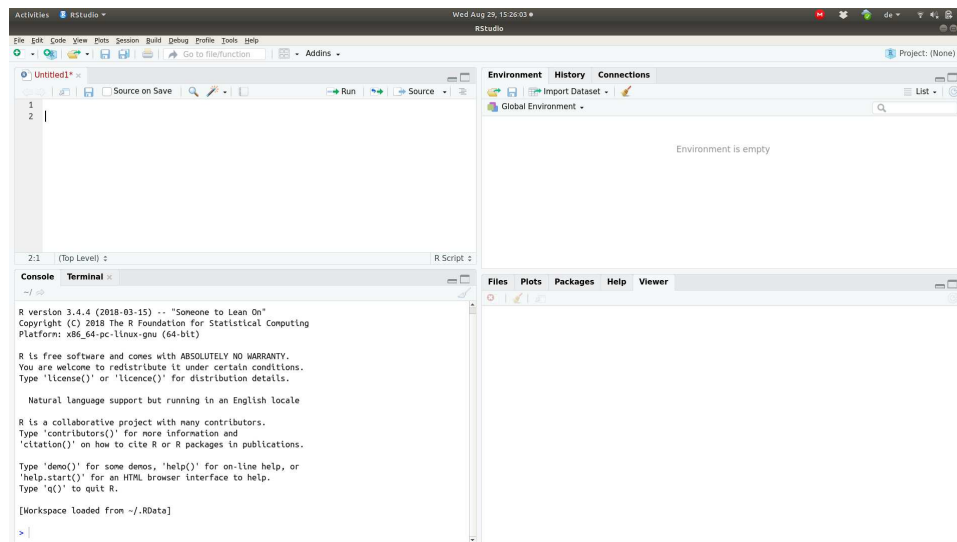 Activities RStudio Wed Aug 29, 15:26:03 de
RStudio
File Edit Code View Plots Session Build Debug Profile Tools Help
Go to file/function Addins Project: (None)
Untitled1* Environment History Connections
Source on Save Run Source Import Dataset List
1 Global Environment
2
Environment is empty
2:1 (Top Level) R Script
Console Terminal Files Plots Packages Help Viewer
~/
R version 3.4.4 (2018-03-15) -- "Someone to Lean On"
Copyright (C) 2018 The R Foundation for Statistical Computing
Platform: x86_64-pc-linux-gnu (64-bit)
R is free software and comes with ABSOLUTELY NO WARRANTY.
You are welcome to redistribute it under certain conditions.
Type 'license()' or 'licence()' for distribution details.
Natural language support but running in an English locale
R is a collaborative project with many contributors.
Type 'contributors()' for more information and
'citation()' on how to cite R or R packages in publications.
Type 'demo()' for some demos, 'help()' for on-line help, or
'help.start()' for an HTML browser interface to help.
Type 'q()' to quit R.
[Workspace loaded from ~/.RData]
>